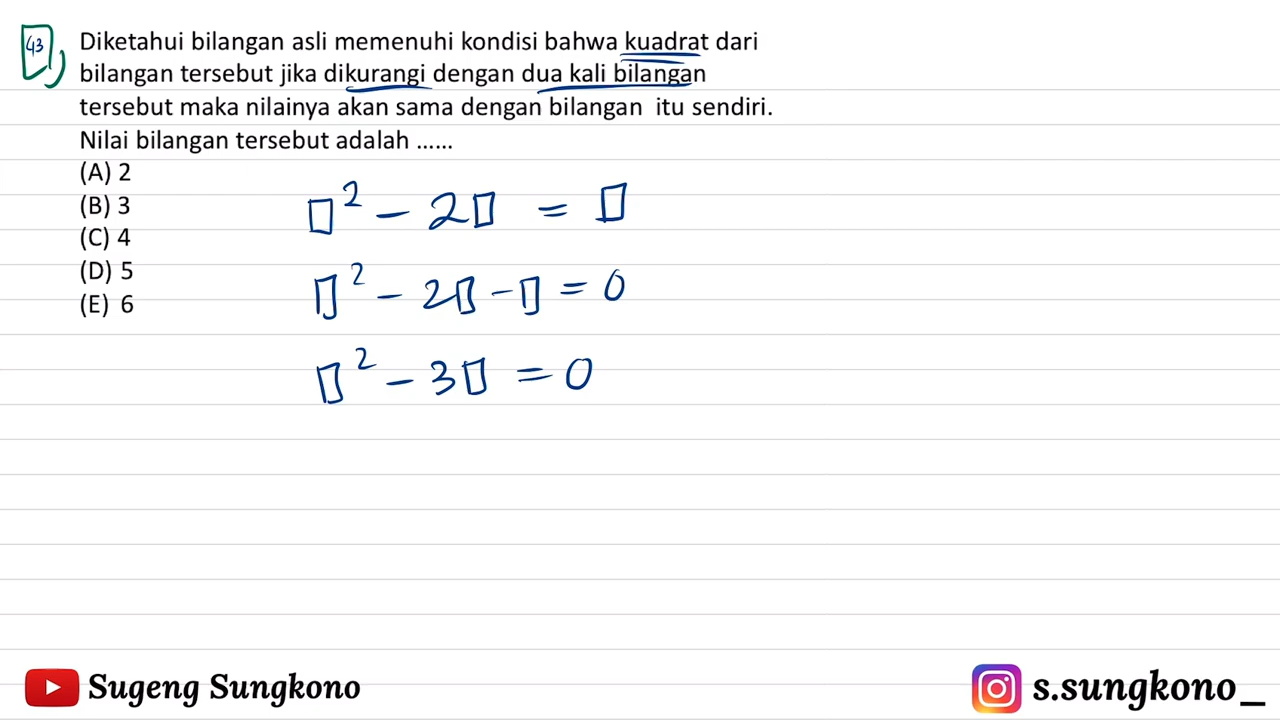 43)
Diketahui bilangan asli memenuhi kondisi bahwa kuadrat dari
bilangan tersebut jika dikurangi dengan dua kali bilangan
tersebut maka nilainya akan sama dengan bilangan itu sendiri.
Nilai bilangan tersebut adalah ......
(A) 2
(B) 3
(C) 4
(D) 5
(E) 6
▯² − 2▯ = ▯
▯² − 2▯ − ▯ = 0
▯² − 3▯ = 0
Sugeng Sungkono
s.sungkono_